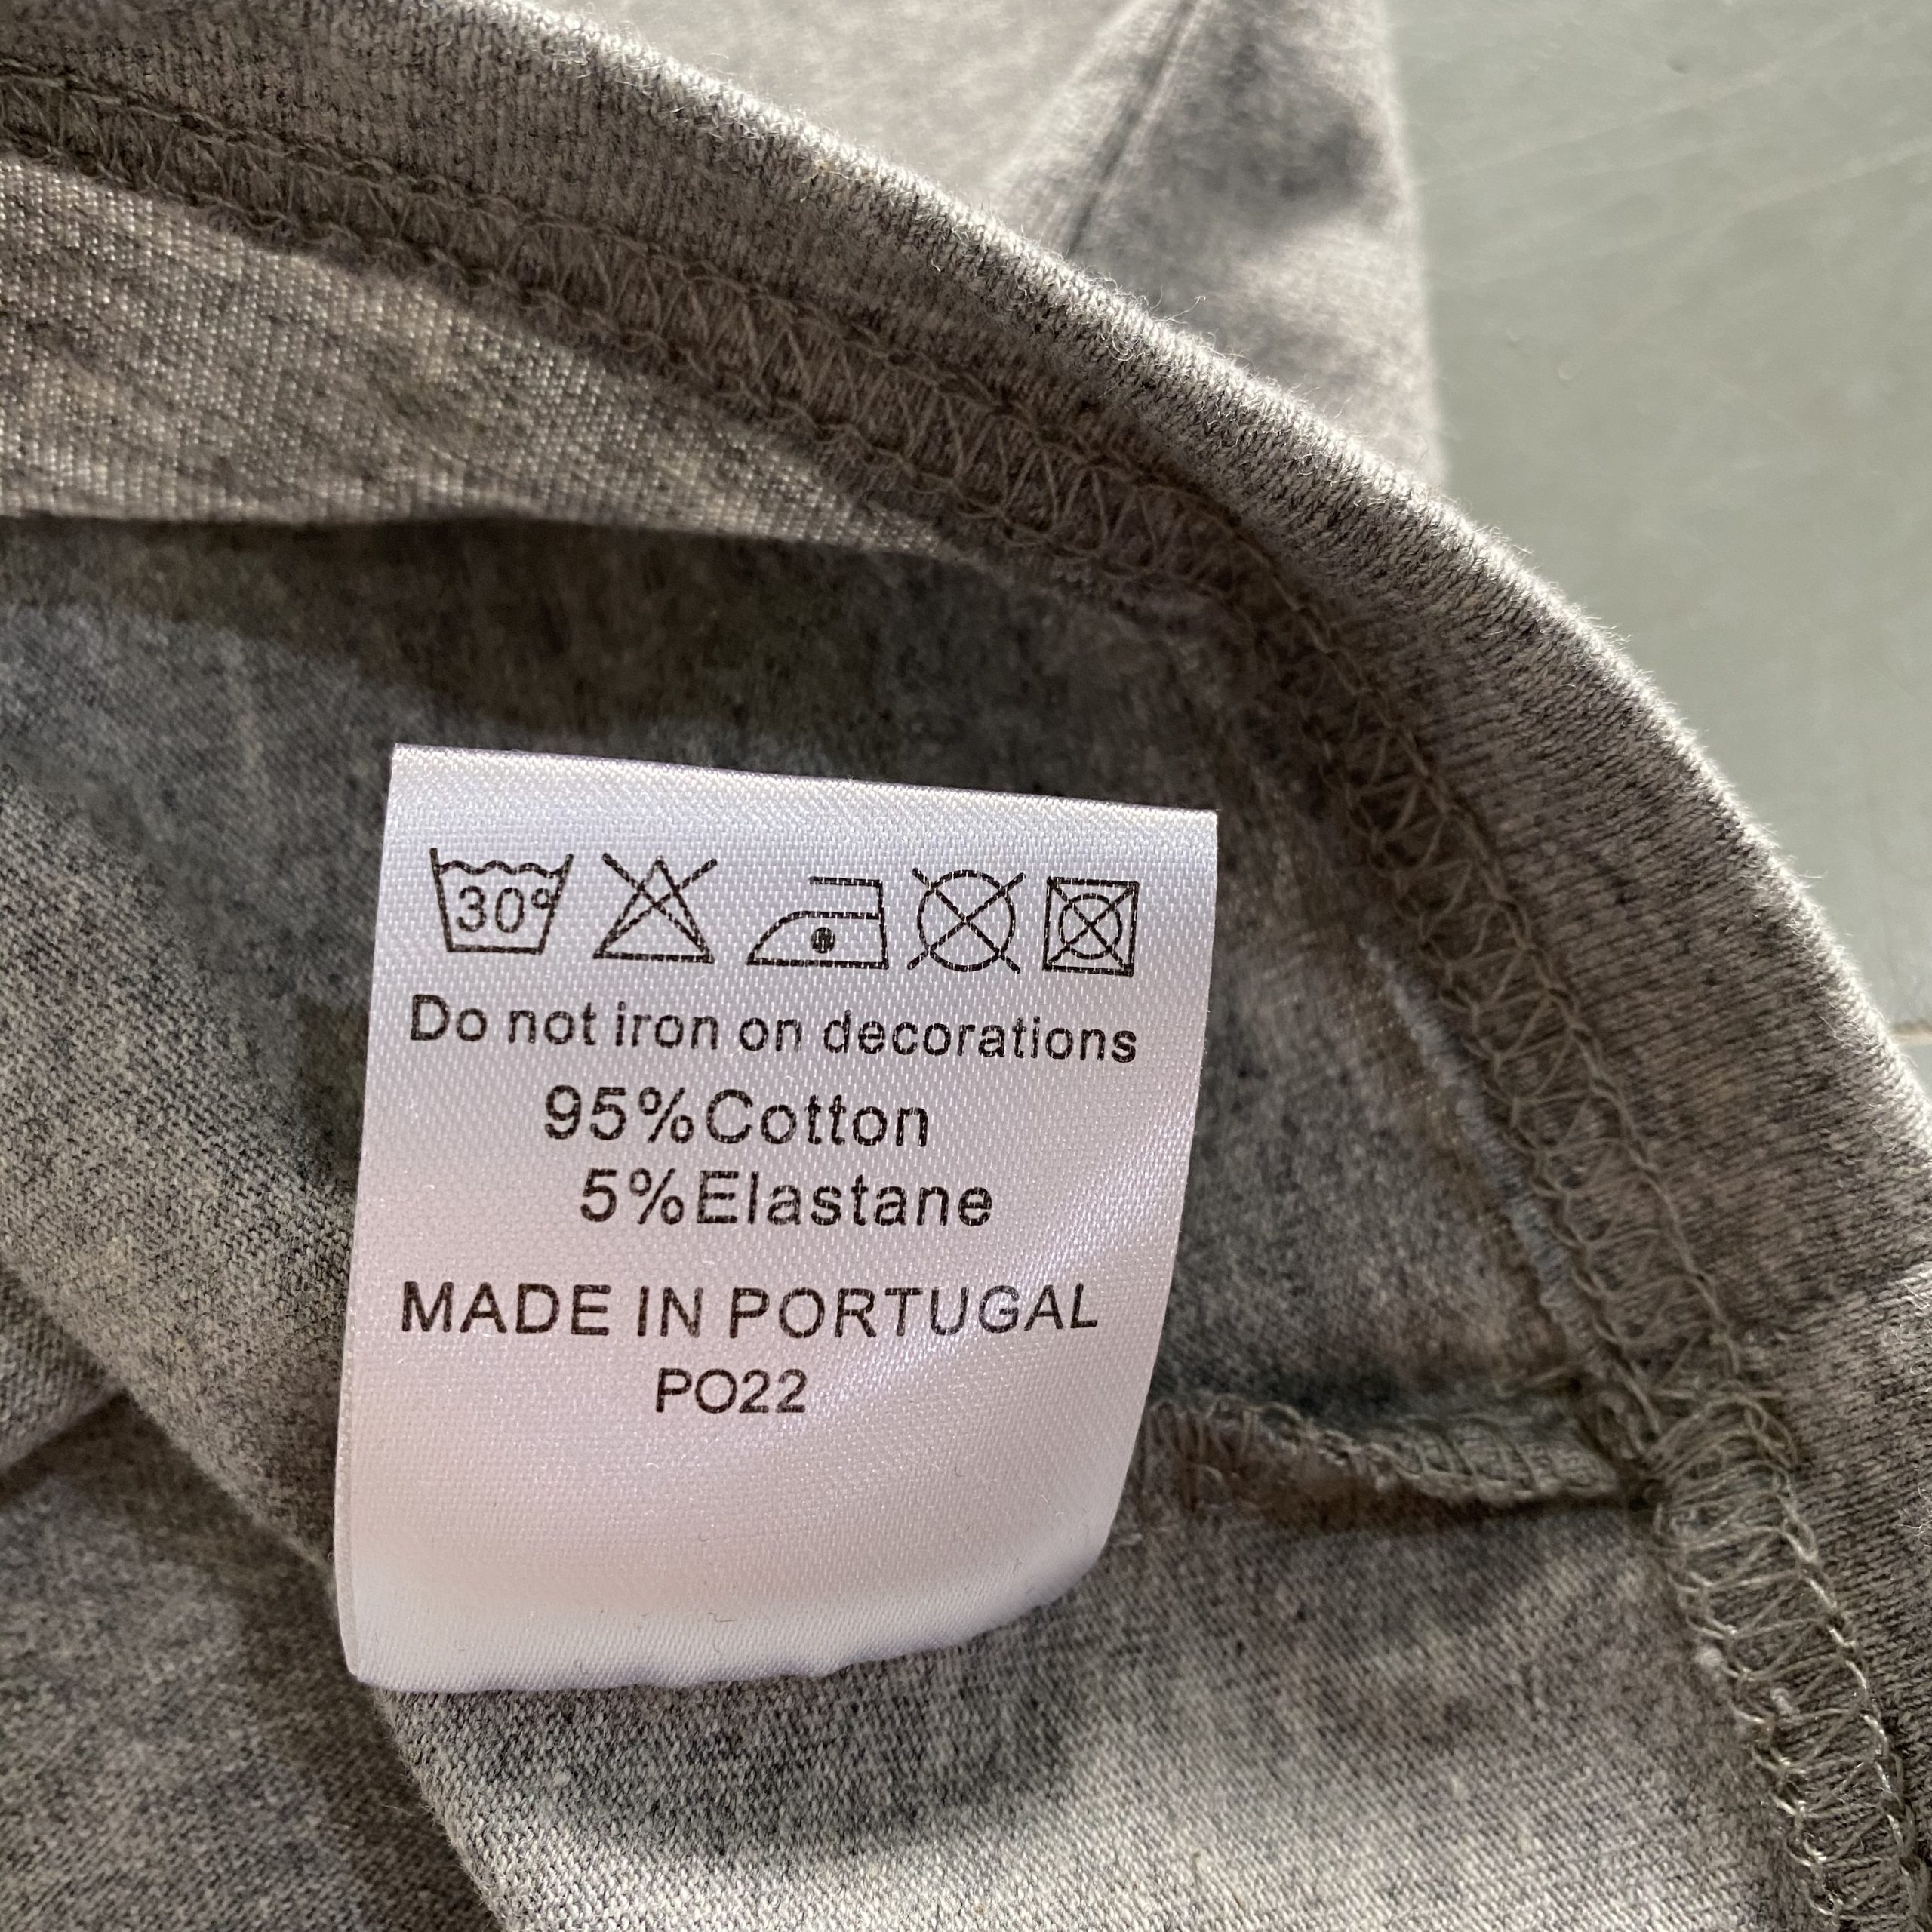 30°
Do not iron on decorations
95%Cotton
5%Elastane
MADE IN PORTUGAL
PO22